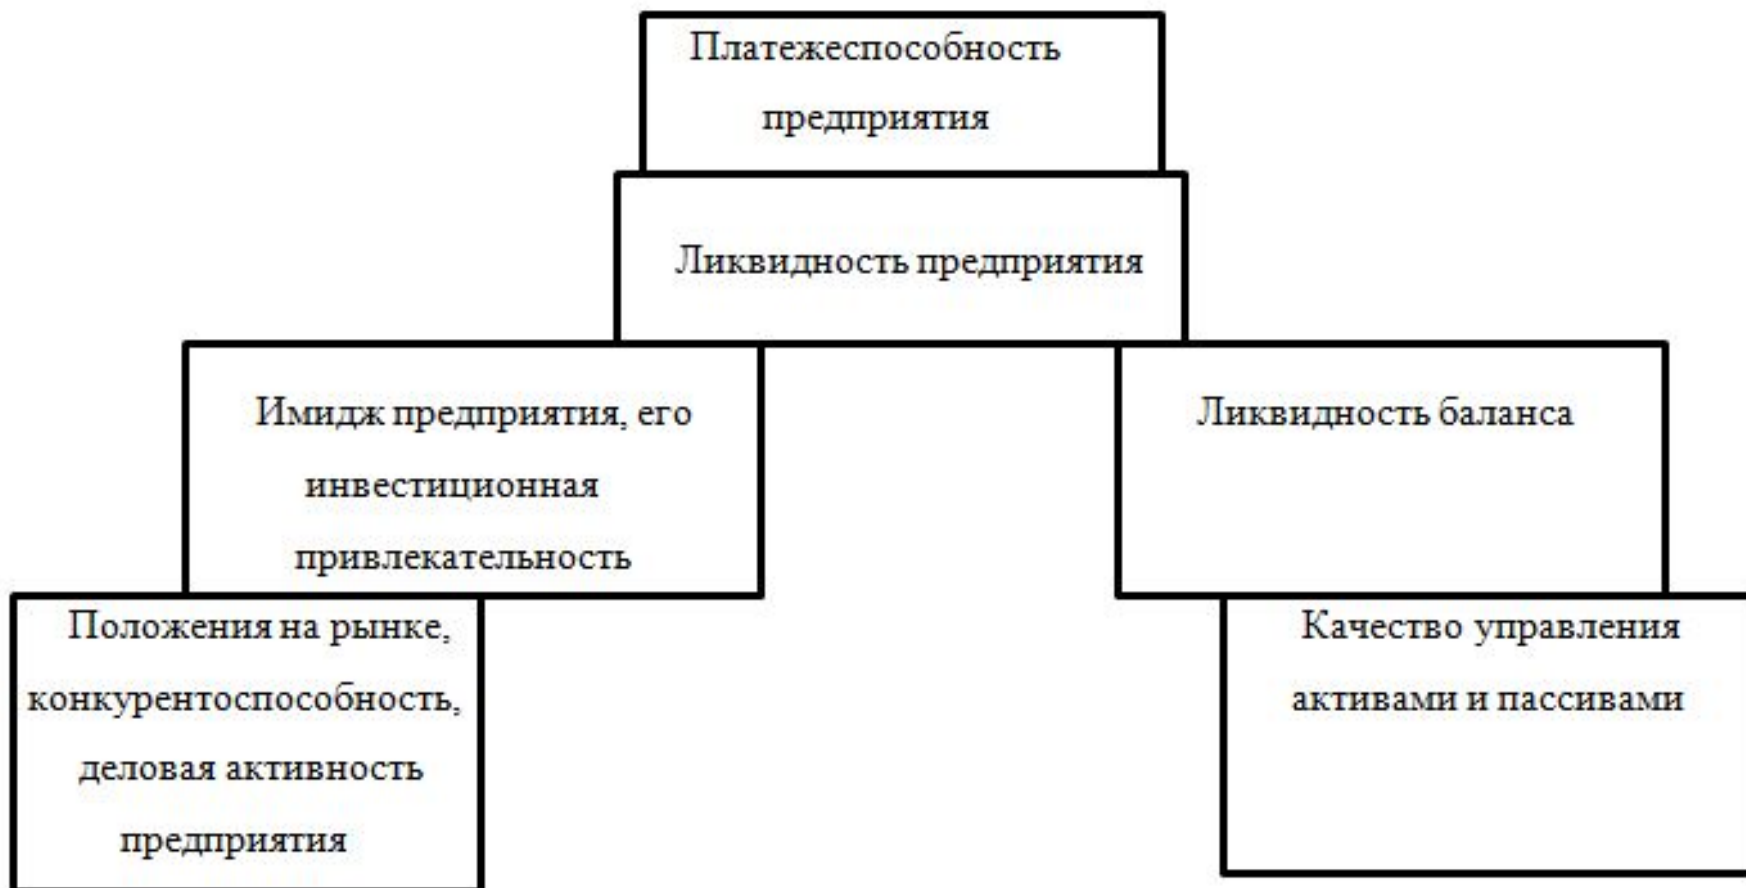 Платежеспособность
предприятия
Ликвидность предприятия
Имидж предприятия, его
инвестиционная
привлекательность
Ликвидность баланса
Положения на рынке,
конкурентоспособность,
деловая активность
предприятия
Качество управления
активами и пассивами